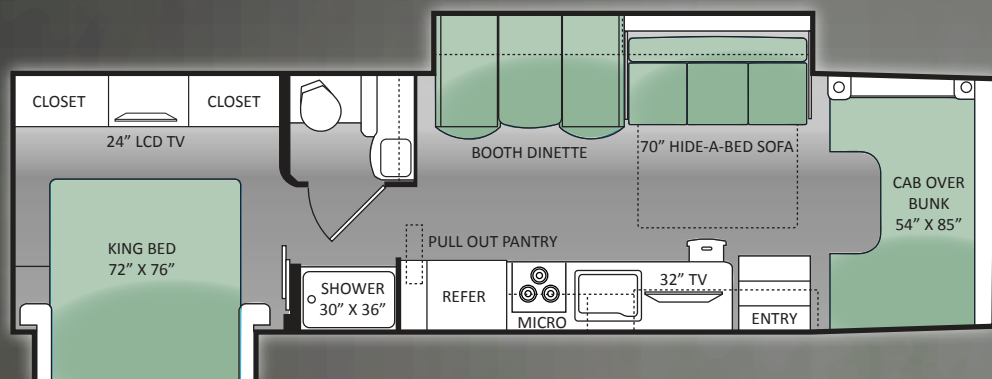 CLOSET
CLOSET
24” LCD TV
BOOTH DINETTE
70” HIDE-A-BED SOFA
CAB OVER
BUNK
54” X 85”
KING BED
72” X 76”
PULL OUT PANTRY
SHOWER
30” X 36”
REFER
MICRO
32” TV
ENTRY